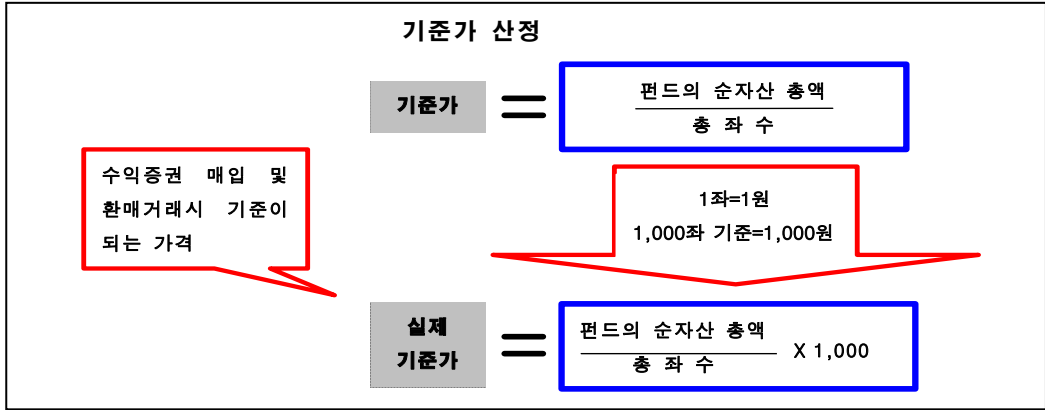 기준가 산정
기준가 = 펀드의 순자산 총액
총 좌 수
수익증권 매입 및
환매거래시 기준이
되는 가격
1좌=1원
1,000좌 기준=1,000원
실제
기준가 = 펀드의 순자산 총액
총 좌 수 X 1,000